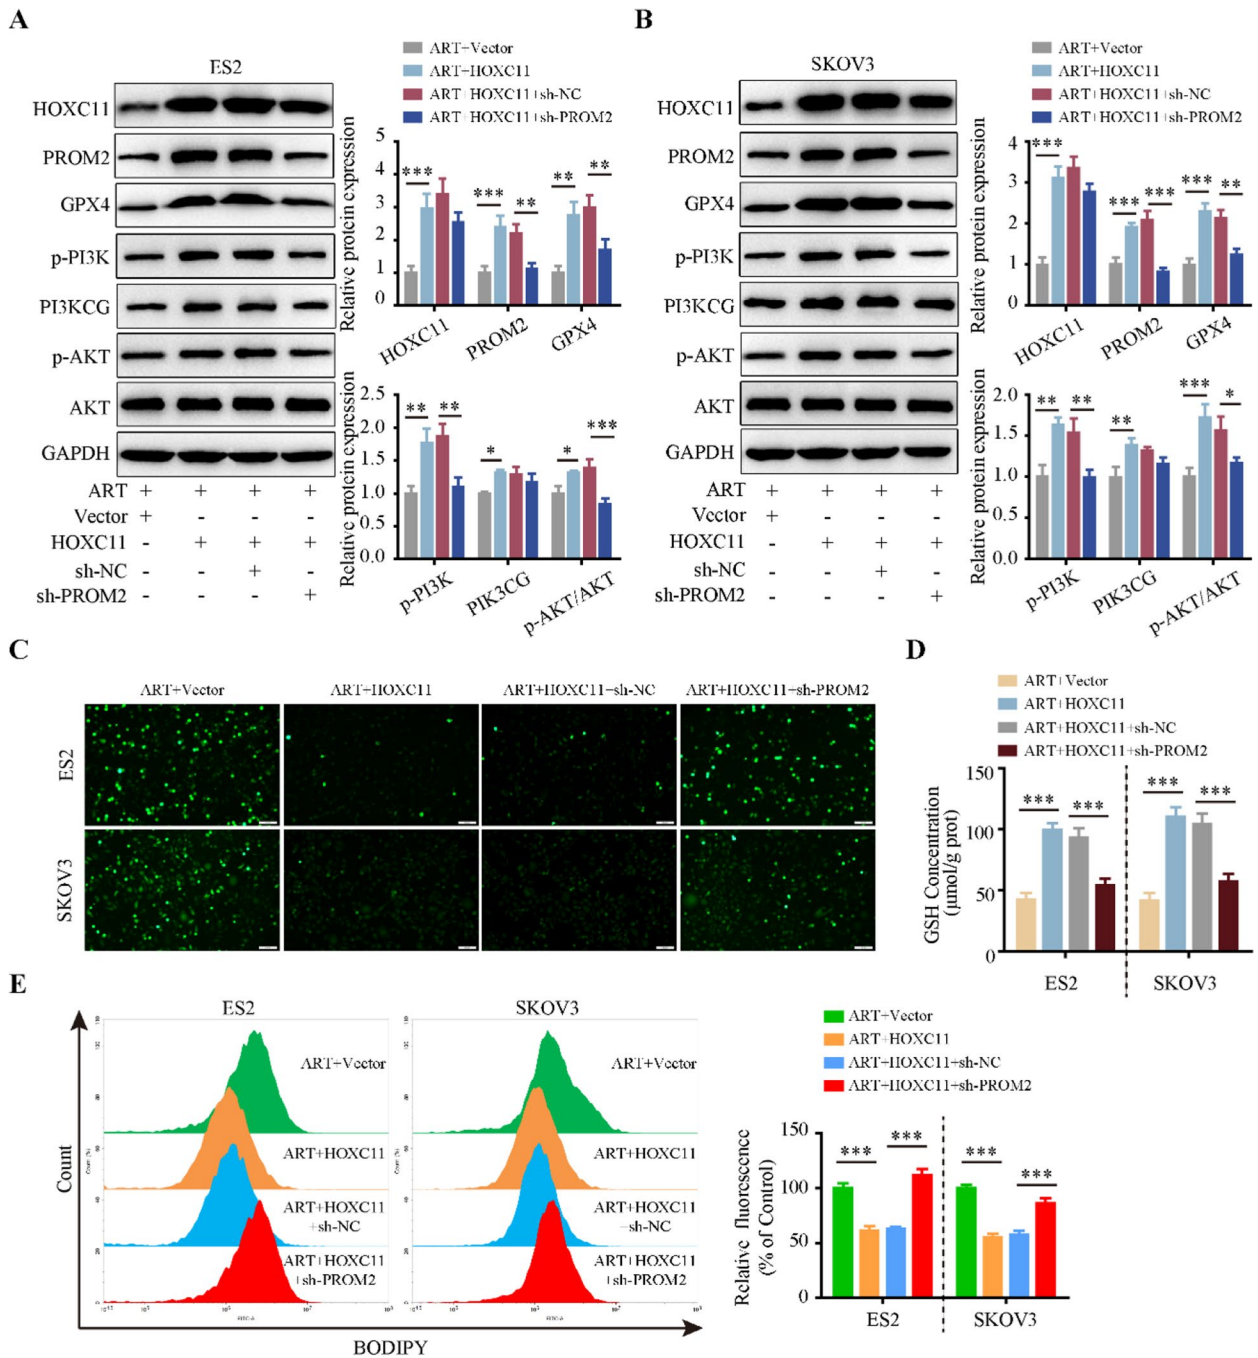 A
ES2
HOXC11
PROM2
GPX4
p-PI3K
PI3KCG
p-AKT
AKT
GAPDH
ART + + + +
Vector + - - -
HOXC11 - + + +
sh-NC - - + -
sh-PROM2 - - - +
ART+Vector
ART+HOXC11
ART+HOXC11+sh-NC
ART+HOXC11+sh-PROM2
Relative protein expression
5
4
3
2
1
0
*** *** ** ** **
HOXC11 PROM2 GPX4
Relative protein expression
2.5
2.0
1.5
1.0
0.5
0.0
** ** * * ***
p-PI3K PIK3CG p-AKT/AKT
B
SKOV3
HOXC11
PROM2
GPX4
p-PI3K
PI3KCG
p-AKT
AKT
GAPDH
ART + + + +
Vector + - - -
HOXC11 - + + +
sh-NC - - + -
sh-PROM2 - - - +
ART+Vector
ART+HOXC11
ART+HOXC11+sh-NC
ART+HOXC11+sh-PROM2
Relative protein expression
4
3
2
1
0
*** *** *** *** **
HOXC11 PROM2 GPX4
Relative protein expression
2.0
1.5
1.0
0.5
0.0
** ** ** *** *
p-PI3K PIK3CG p-AKT/AKT
C
ART+Vector ART+HOXC11 ART+HOXC11+sh-NC ART+HOXC11+sh-PROM2
ES2
SKOV3
D
ART+Vector
ART+HOXC11
ART+HOXC11+sh-NC
ART+HOXC11+sh-PROM2
GSH Concentration
(μmol/g prot)
150
100
50
0
*** *** *** ***
ES2 SKOV3
E
ES2 SKOV3
Count
ART+Vector
ART+HOXC11
ART+HOXC11
+sh-NC
ART+HOXC11
+sh-PROM2
ART+Vector
ART+HOXC11
ART+HOXC11
-sh-NC
ART+HOXC11
+sh-PROM2
BODIPY
ART+Vector
ART+HOXC11
ART+HOXC11+sh-NC
ART+HOXC11+sh-PROM2
Relative fluorescence
(% of Control)
150
100
50
0
*** *** *** ***
ES2 SKOV3